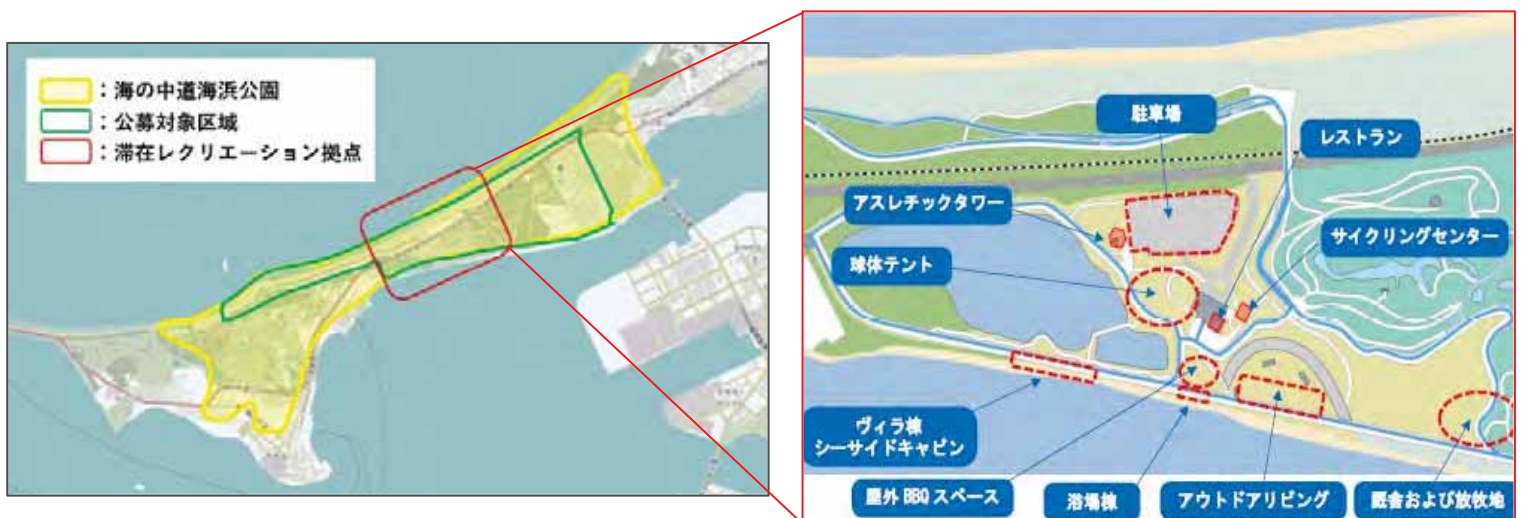 ：海の中道海浜公園
：公募対象区域
：滞在レクリエーション拠点
駐車場
レストラン
アスレチックタワー
サイクリングセンター
球体テント
ヴィラ棟
シーサイドキャビン
屋外 BBQ スペース
浴場棟
アウトドアリビング
厩舎および放牧地